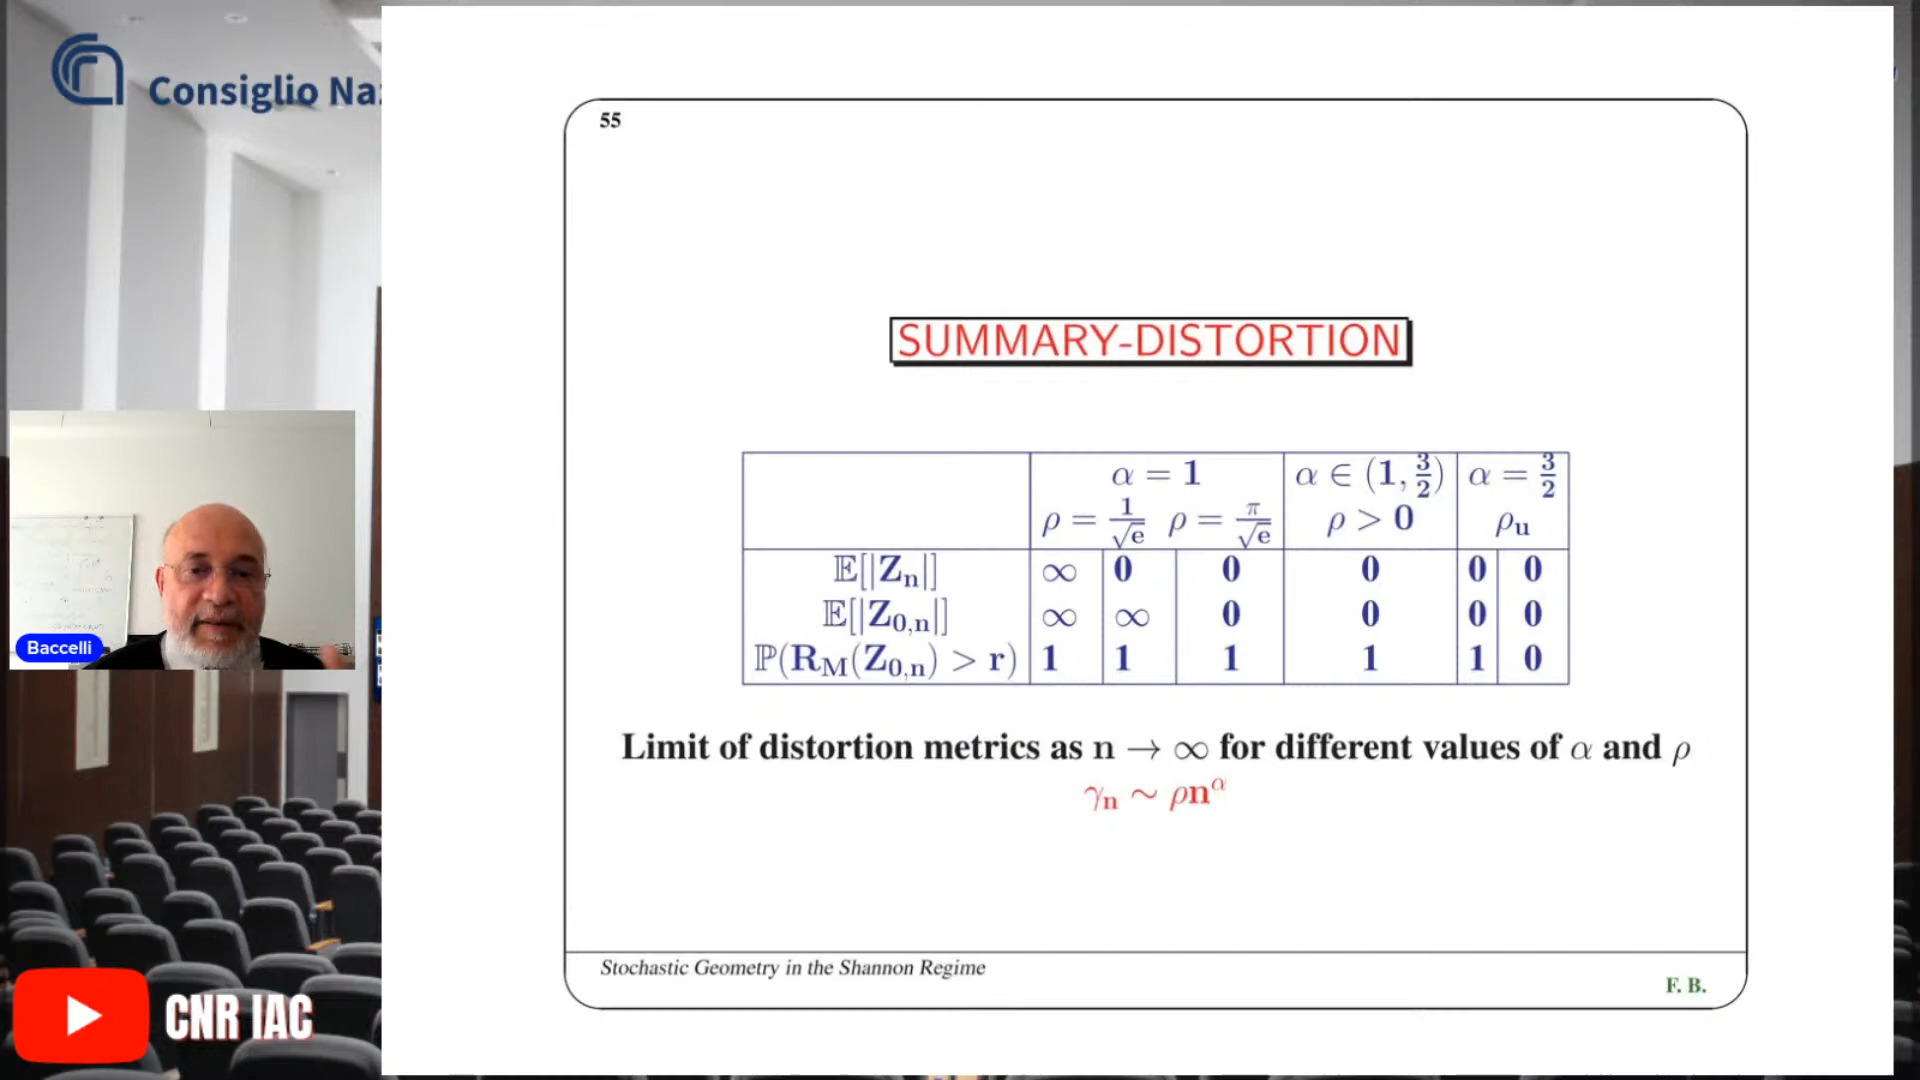 Consiglio Na
55
SUMMARY-DISTORTION
α = 1 α ∈ (1, 3/2) α = 3/2
ρ = 1/√e ρ = π/√e ρ > 0 ρu
𝔼[|Zn|] ∞ 0 0 0 0 0
𝔼[|Z0,n|] ∞ ∞ 0 0 0 0
ℙ(RM(Z0,n) > r) 1 1 1 1 1 0
Limit of distortion metrics as n → ∞ for different values of α and ρ
γn ∼ ρn^α
Stochastic Geometry in the Shannon Regime
F. B.
Baccelli
CNR IAC